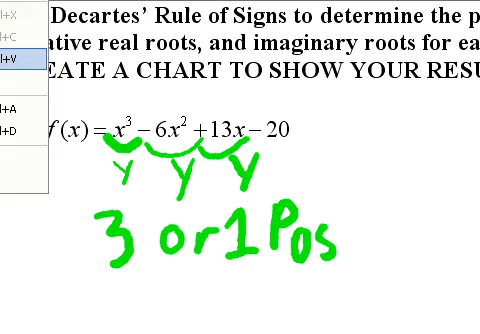 l+X
Descartes’ Rule of Signs to determine the p
l+C
ative real roots, and imaginary roots for ea
l+V
EATE A CHART TO SHOW YOUR RESU
l+A
l+D
f(x) = x³ – 6x² + 13x – 20
y y y
3 or 1 Pos